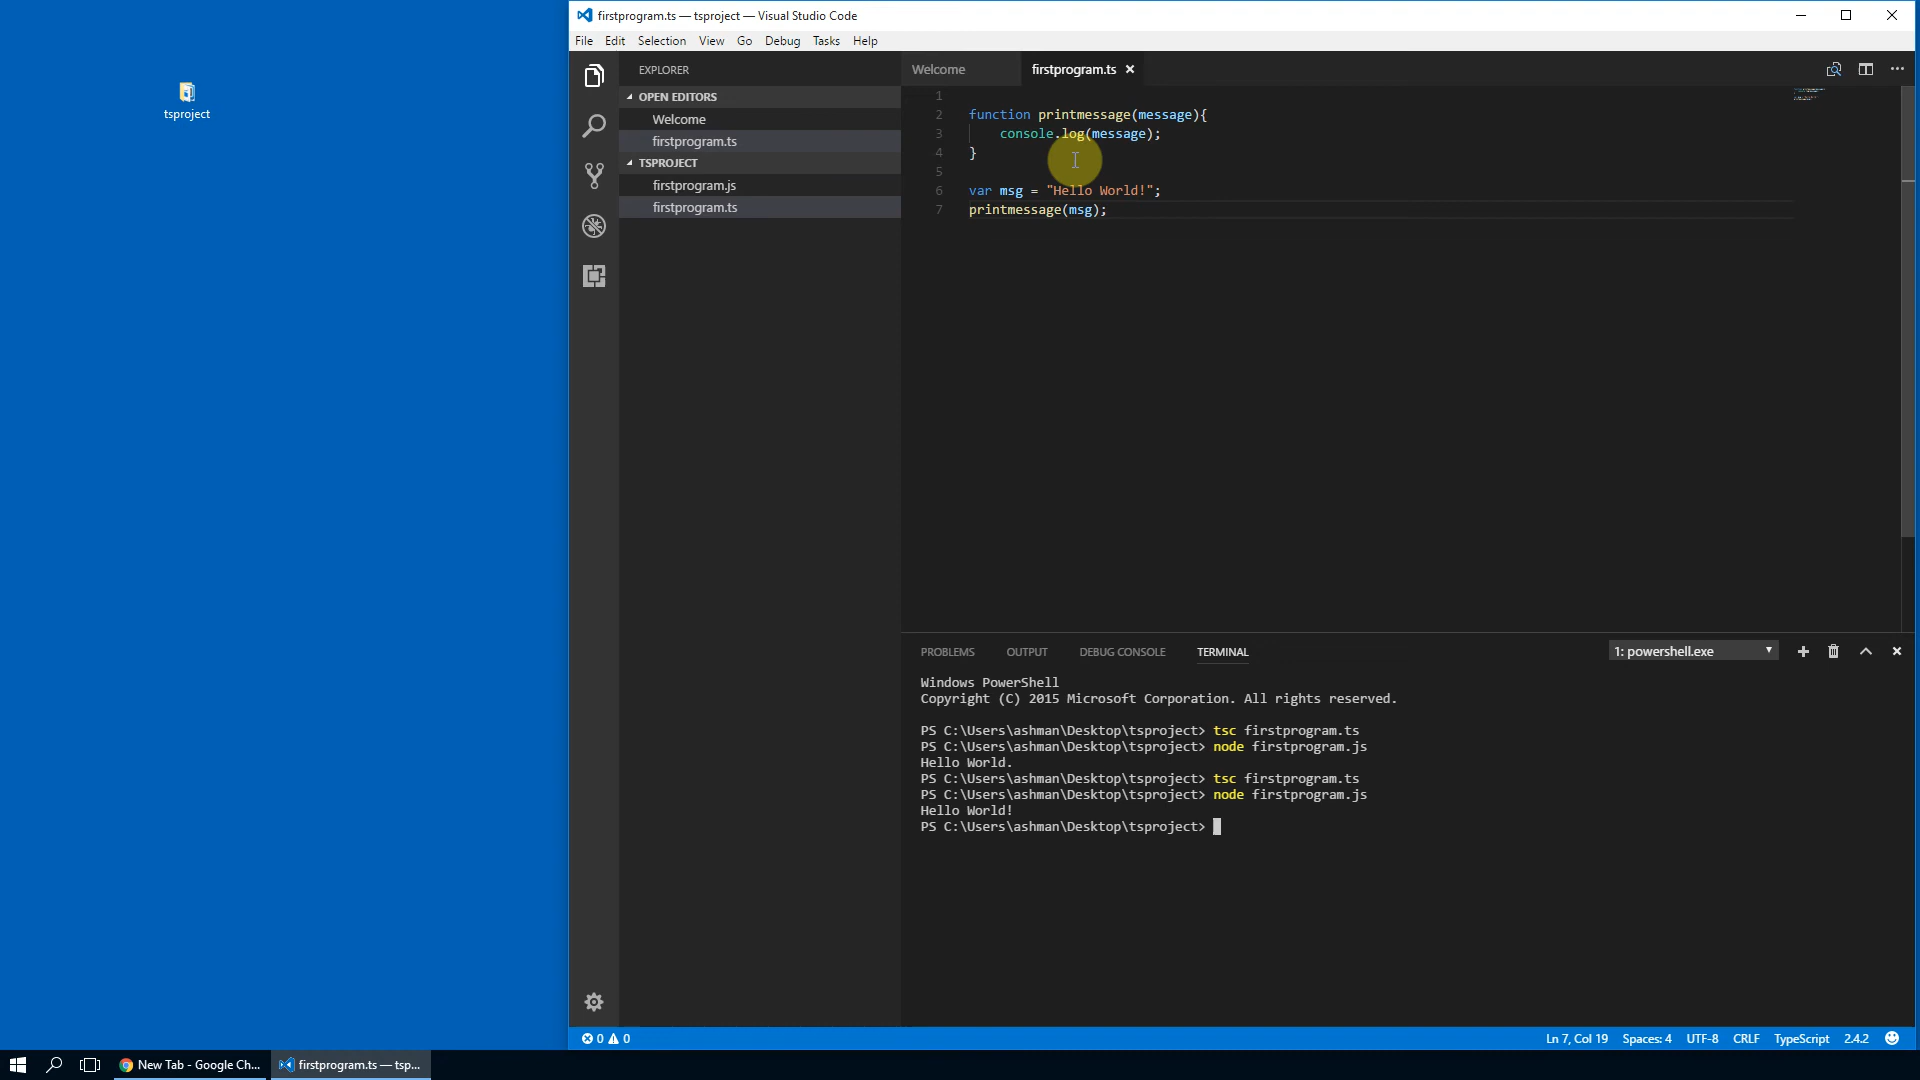 tsproject
firstprogram.ts — tsproject — Visual Studio Code
File Edit Selection View Go Debug Tasks Help
EXPLORER
OPEN EDITORS
Welcome
firstprogram.ts
TSPROJECT
firstprogram.js
firstprogram.ts
Welcome firstprogram.ts
1
2 function printmessage(message){
3 console.log(message);
4 }
5
6 var msg = "Hello World!";
7 printmessage(msg);
PROBLEMS OUTPUT DEBUG CONSOLE TERMINAL 1: powershell.exe
Windows PowerShell
Copyright (C) 2015 Microsoft Corporation. All rights reserved.
PS C:\Users\ashman\Desktop\tsproject> tsc firstprogram.ts
PS C:\Users\ashman\Desktop\tsproject> node firstprogram.js
Hello World.
PS C:\Users\ashman\Desktop\tsproject> tsc firstprogram.ts
PS C:\Users\ashman\Desktop\tsproject> node firstprogram.js
Hello World!
PS C:\Users\ashman\Desktop\tsproject>
0 0 Ln 7, Col 19 Spaces: 4 UTF-8 CRLF TypeScript 2.4.2
New Tab - Google Ch... firstprogram.ts — tsp...